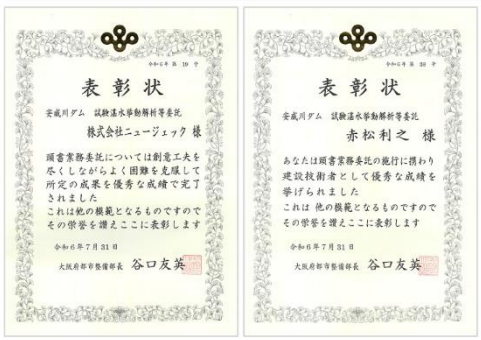 令和6年 第 19 号
表彰状
安威川ダム 試験湛水挙動解析等委託
株式会社ニュージェック 様
頭書業務委託については創意工夫を
尽くしながらよく困難を克服して
所定の成果を優秀な成績で完了
されました
これは他の模範となるものですので
その栄誉を讃えここに表彰します
令和6年7月31日
大阪府都市整備部長 谷口友英
令和6年 第 号
表彰状
安威川ダム 試験湛水挙動解析等委託
赤松利之 様
あなたは頭書業務委託の施行に携わり
建設技術者として優秀な成績を
挙げられました
これは 他の模範となるものですので
その栄誉を讃えここに表彰します
令和6年7月31日
大阪府都市整備部長 谷口友英